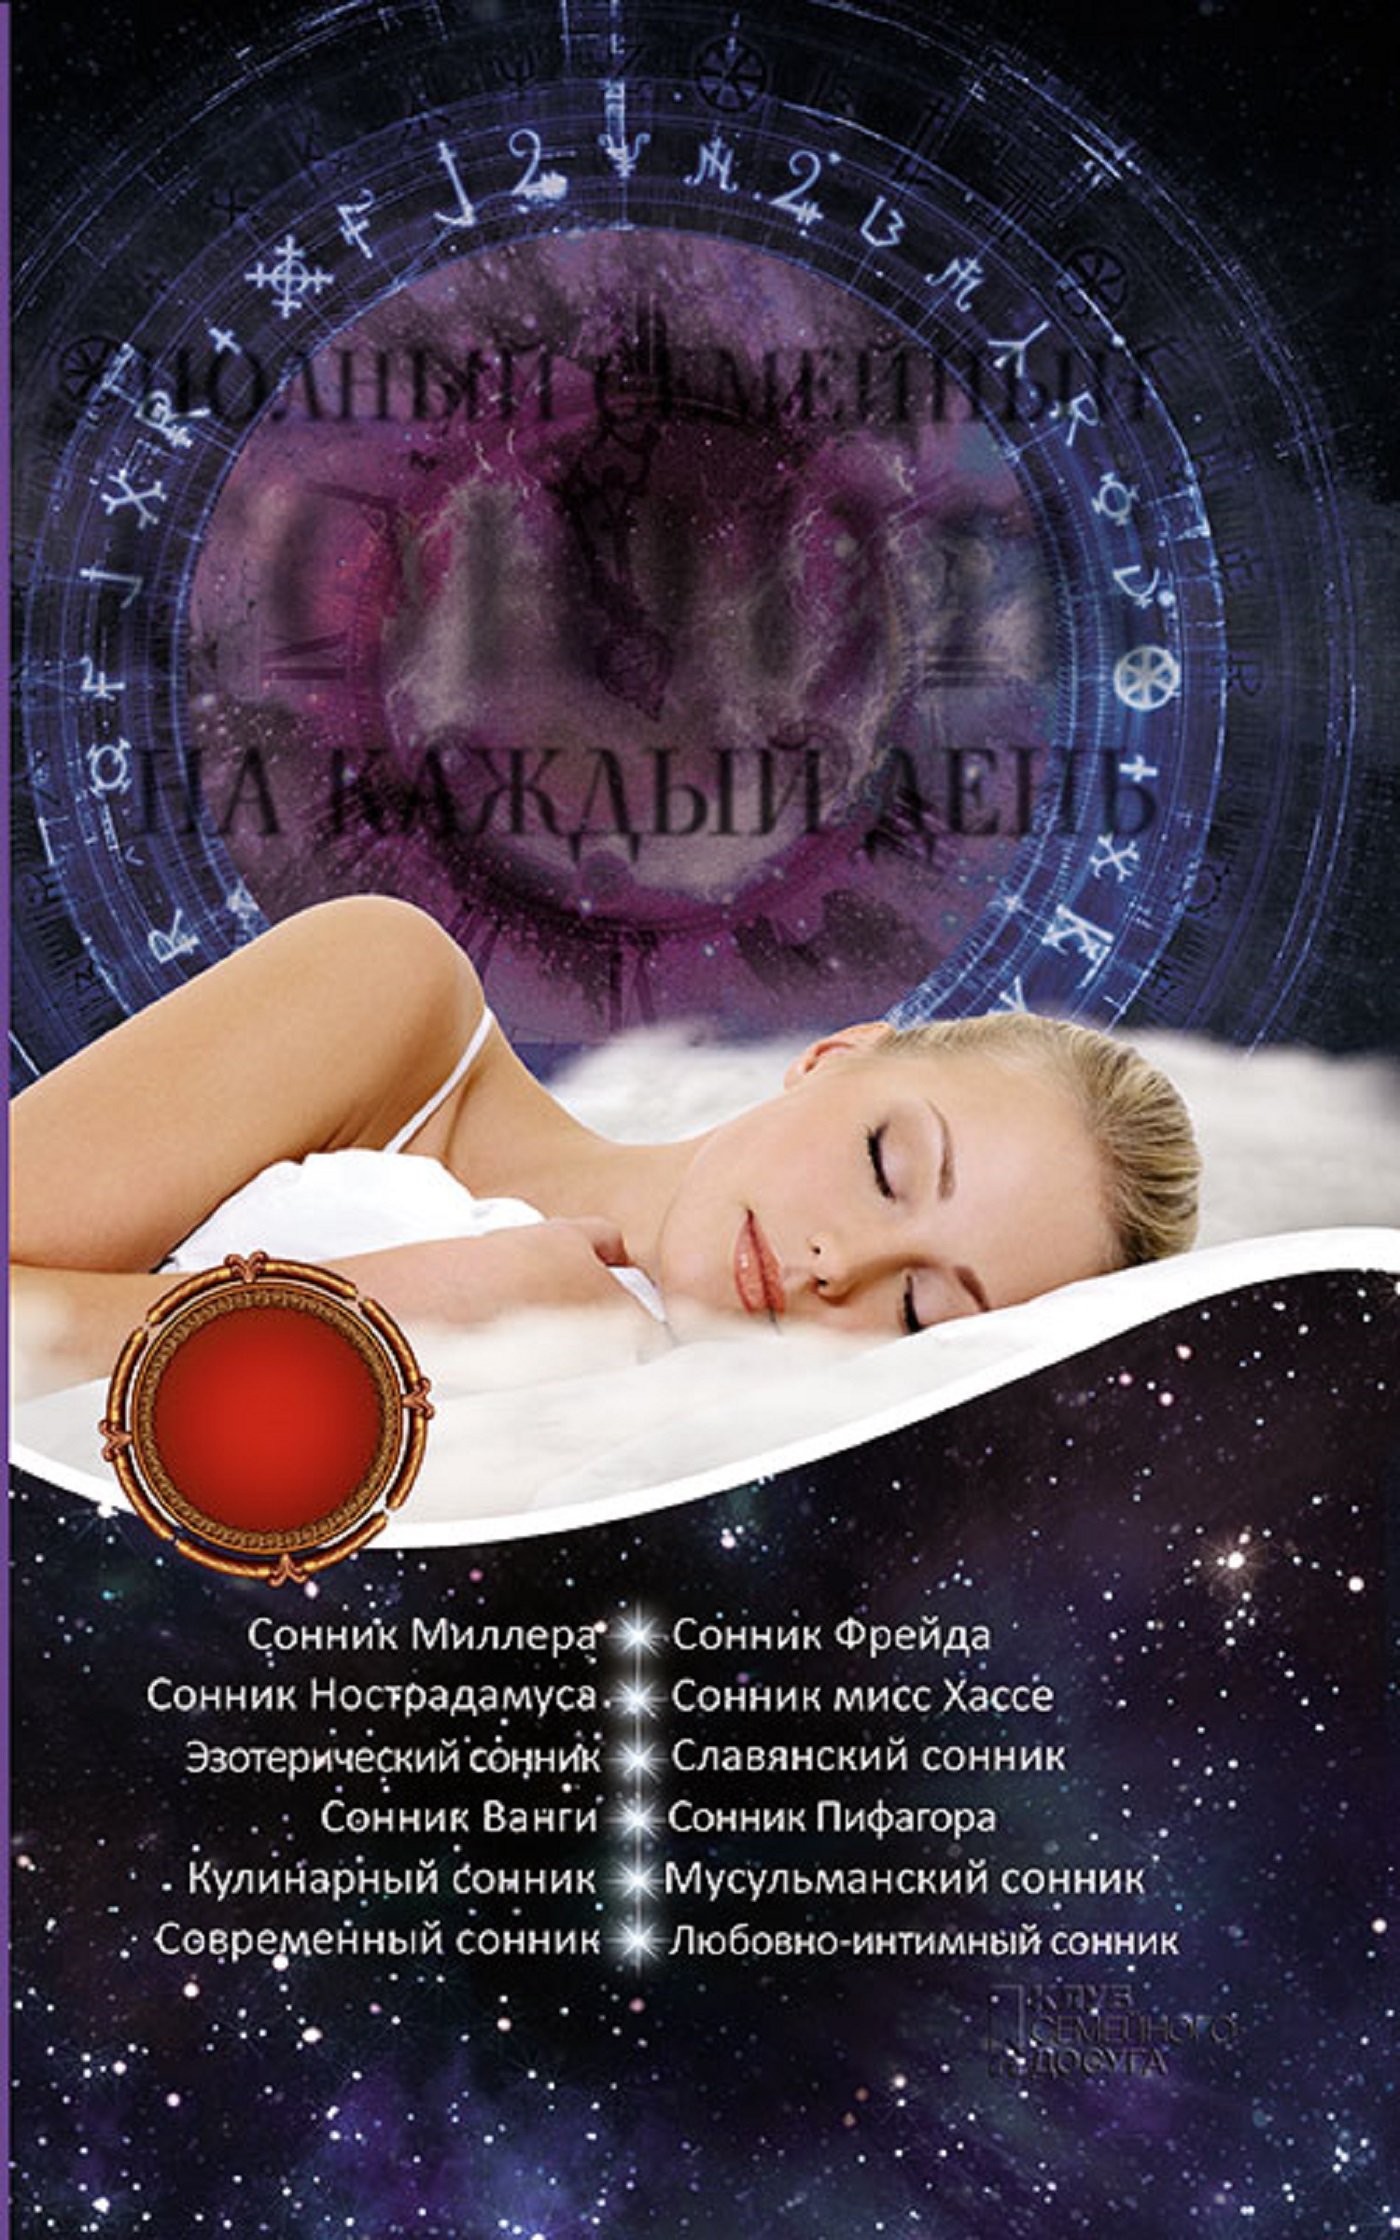 ПОЛНЫЙ СЕМЕЙНЫЙ
НА КАЖДЫЙ ДЕНЬ
Сонник Миллера
Сонник Фрейда
Сонник Нострадамуса
Сонник мисс Хассе
Эзотерический сонник
Славянский сонник
Сонник Ванги
Сонник Пифагора
Кулинарный сонник
Мусульманский сонник
Современный сонник
Любовно-интимный сонник
КЛУБ
СЕМЕЙНОГО
ДОСУГА